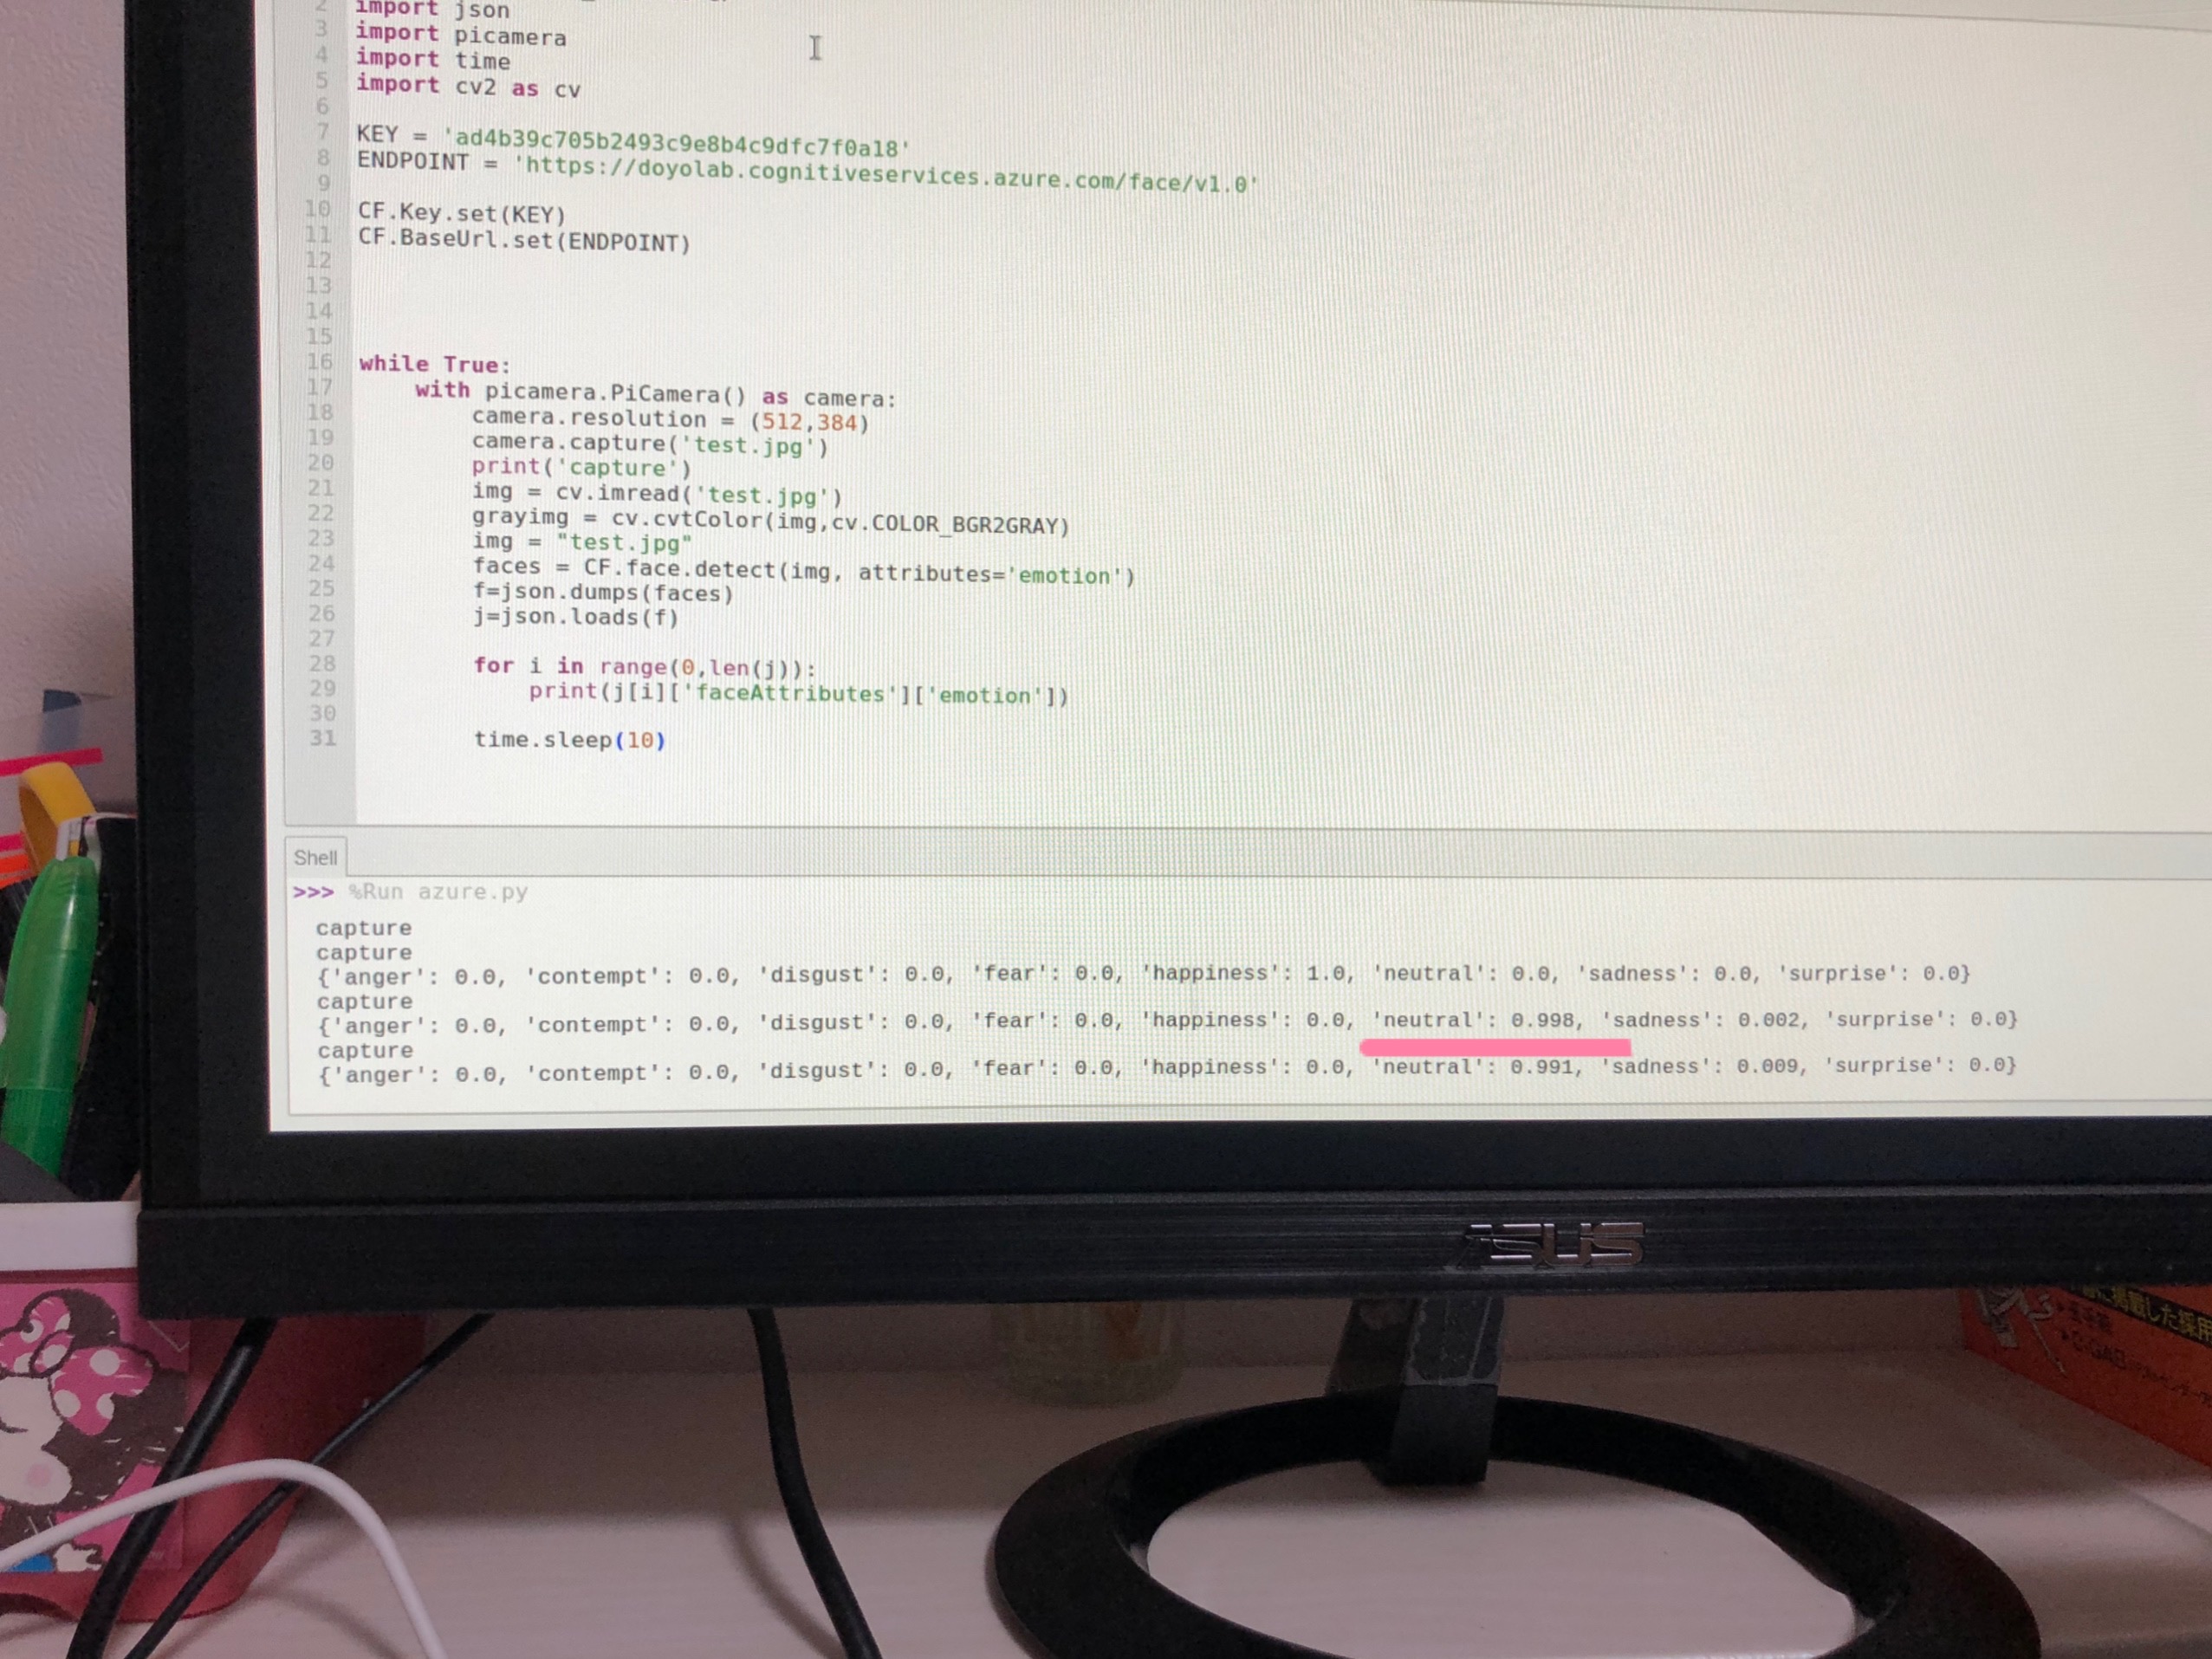 2 import json
3 import picamera
4 import time
5 import cv2 as cv
6
7 KEY = 'ad4b39c705b2493c9e8b4c9dfc7f0a18'
8 ENDPOINT = 'https://doyolab.cognitiveservices.azure.com/face/v1.0'
9
10 CF.Key.set(KEY)
11 CF.BaseUrl.set(ENDPOINT)
12
13
14
15
16 while True:
17     with picamera.PiCamera() as camera:
18         camera.resolution = (512,384)
19         camera.capture('test.jpg')
20         print('capture')
21         img = cv.imread('test.jpg')
22         grayimg = cv.cvtColor(img,cv.COLOR_BGR2GRAY)
23         img = "test.jpg"
24         faces = CF.face.detect(img, attributes='emotion')
25         f=json.dumps(faces)
26         j=json.loads(f)
27
28         for i in range(0,len(j)):
29             print(j[i]['faceAttributes']['emotion'])
30
31         time.sleep(10)
Shell
>>> %Run azure.py
capture
capture
{'anger': 0.0, 'contempt': 0.0, 'disgust': 0.0, 'fear': 0.0, 'happiness': 1.0, 'neutral': 0.0, 'sadness': 0.0, 'surprise': 0.0}
capture
{'anger': 0.0, 'contempt': 0.0, 'disgust': 0.0, 'fear': 0.0, 'happiness': 0.0, 'neutral': 0.998, 'sadness': 0.002, 'surprise': 0.0}
capture
{'anger': 0.0, 'contempt': 0.0, 'disgust': 0.0, 'fear': 0.0, 'happiness': 0.0, 'neutral': 0.991, 'sadness': 0.009, 'surprise': 0.0}
ASUS
に掲載した採用